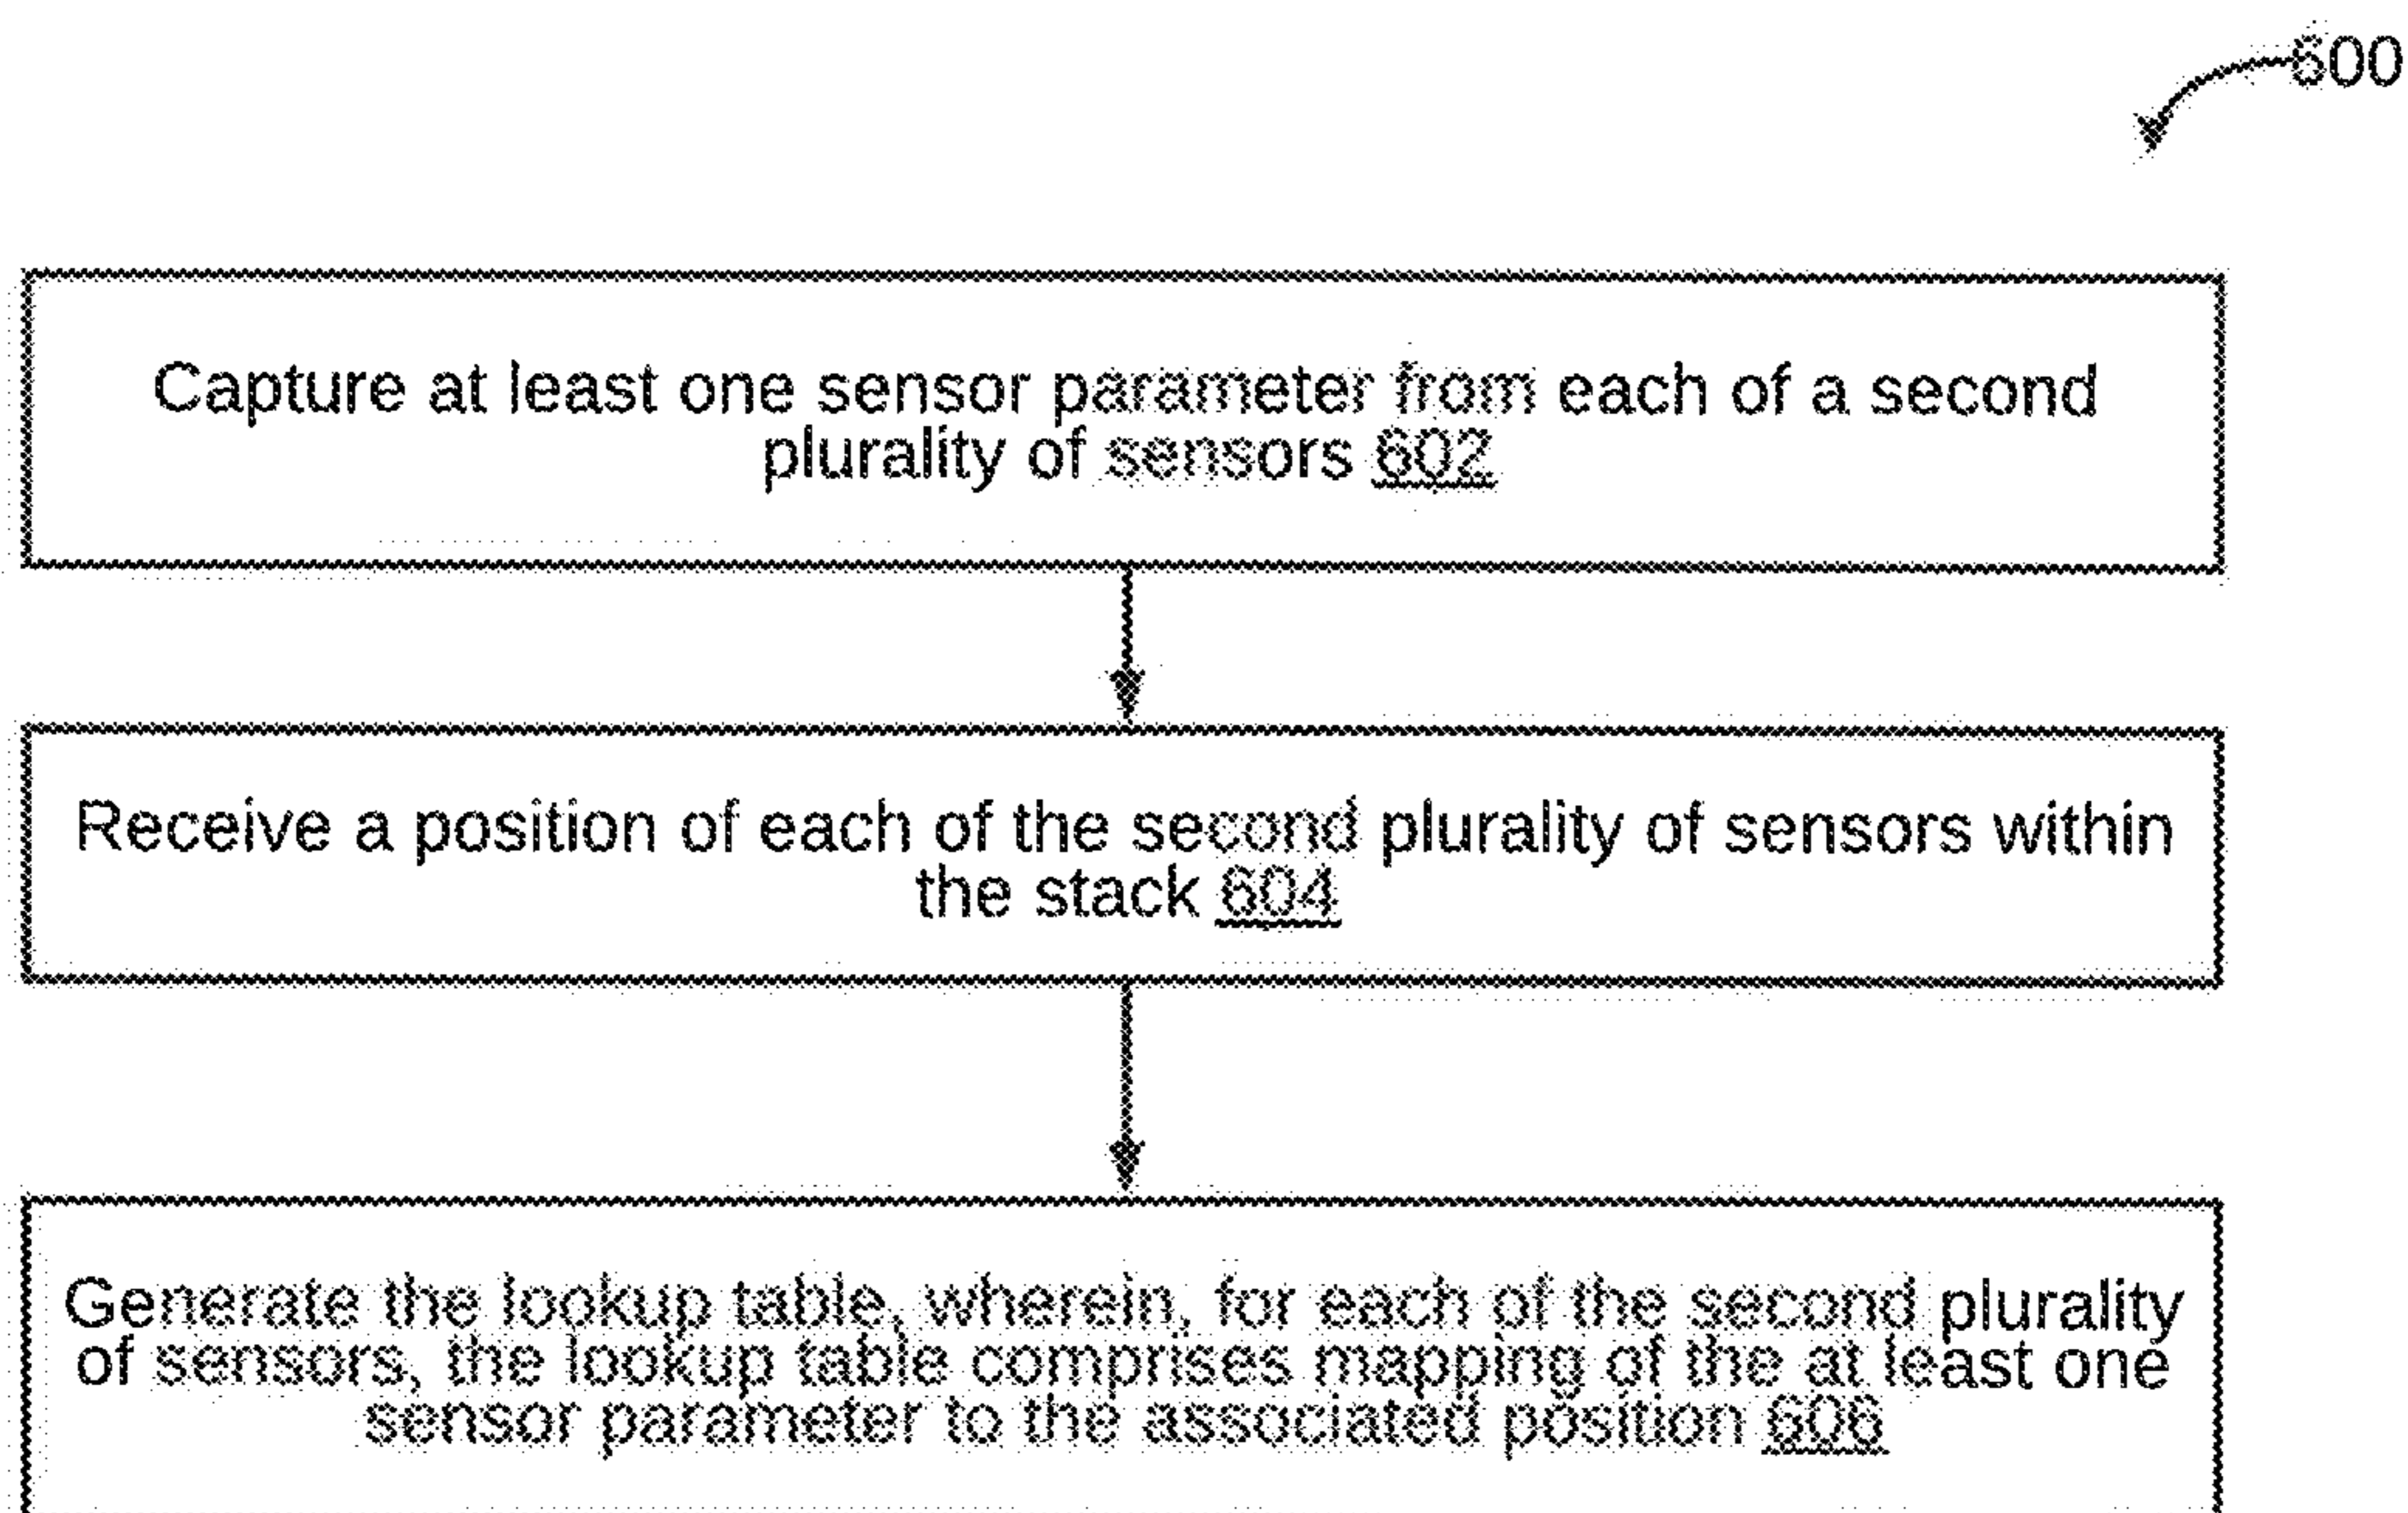 600
Capture at least one sensor parameter from each of a second
plurality of sensors 602
Receive a position of each of the second plurality of sensors within
the stack 604
Generate the lookup table, wherein, for each of the second plurality
of sensors, the lookup table comprises mapping of the at least one
sensor parameter to the associated position 606